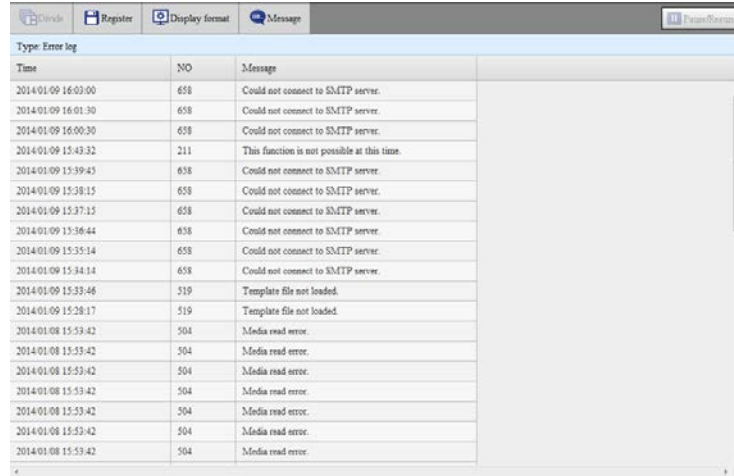 Divide Register Display format Message Pause/Resume
Type: Error log
Time NO Message
2014/01/09 16:03:00 658 Could not connect to SMTP server.
2014/01/09 16:01:30 658 Could not connect to SMTP server.
2014/01/09 16:00:30 658 Could not connect to SMTP server.
2014/01/09 15:43:32 211 This function is not possible at this time.
2014/01/09 15:39:45 658 Could not connect to SMTP server.
2014/01/09 15:38:15 658 Could not connect to SMTP server.
2014/01/09 15:37:15 658 Could not connect to SMTP server.
2014/01/09 15:36:44 658 Could not connect to SMTP server.
2014/01/09 15:35:14 658 Could not connect to SMTP server.
2014/01/09 15:34:14 658 Could not connect to SMTP server.
2014/01/09 15:33:46 519 Template file not loaded.
2014/01/09 15:28:17 519 Template file not loaded.
2014/01/08 15:53:42 504 Media read error.
2014/01/08 15:53:42 504 Media read error.
2014/01/08 15:53:42 504 Media read error.
2014/01/08 15:53:42 504 Media read error.
2014/01/08 15:53:42 504 Media read error.
2014/01/08 15:53:42 504 Media read error.
2014/01/08 15:53:42 504 Media read error.